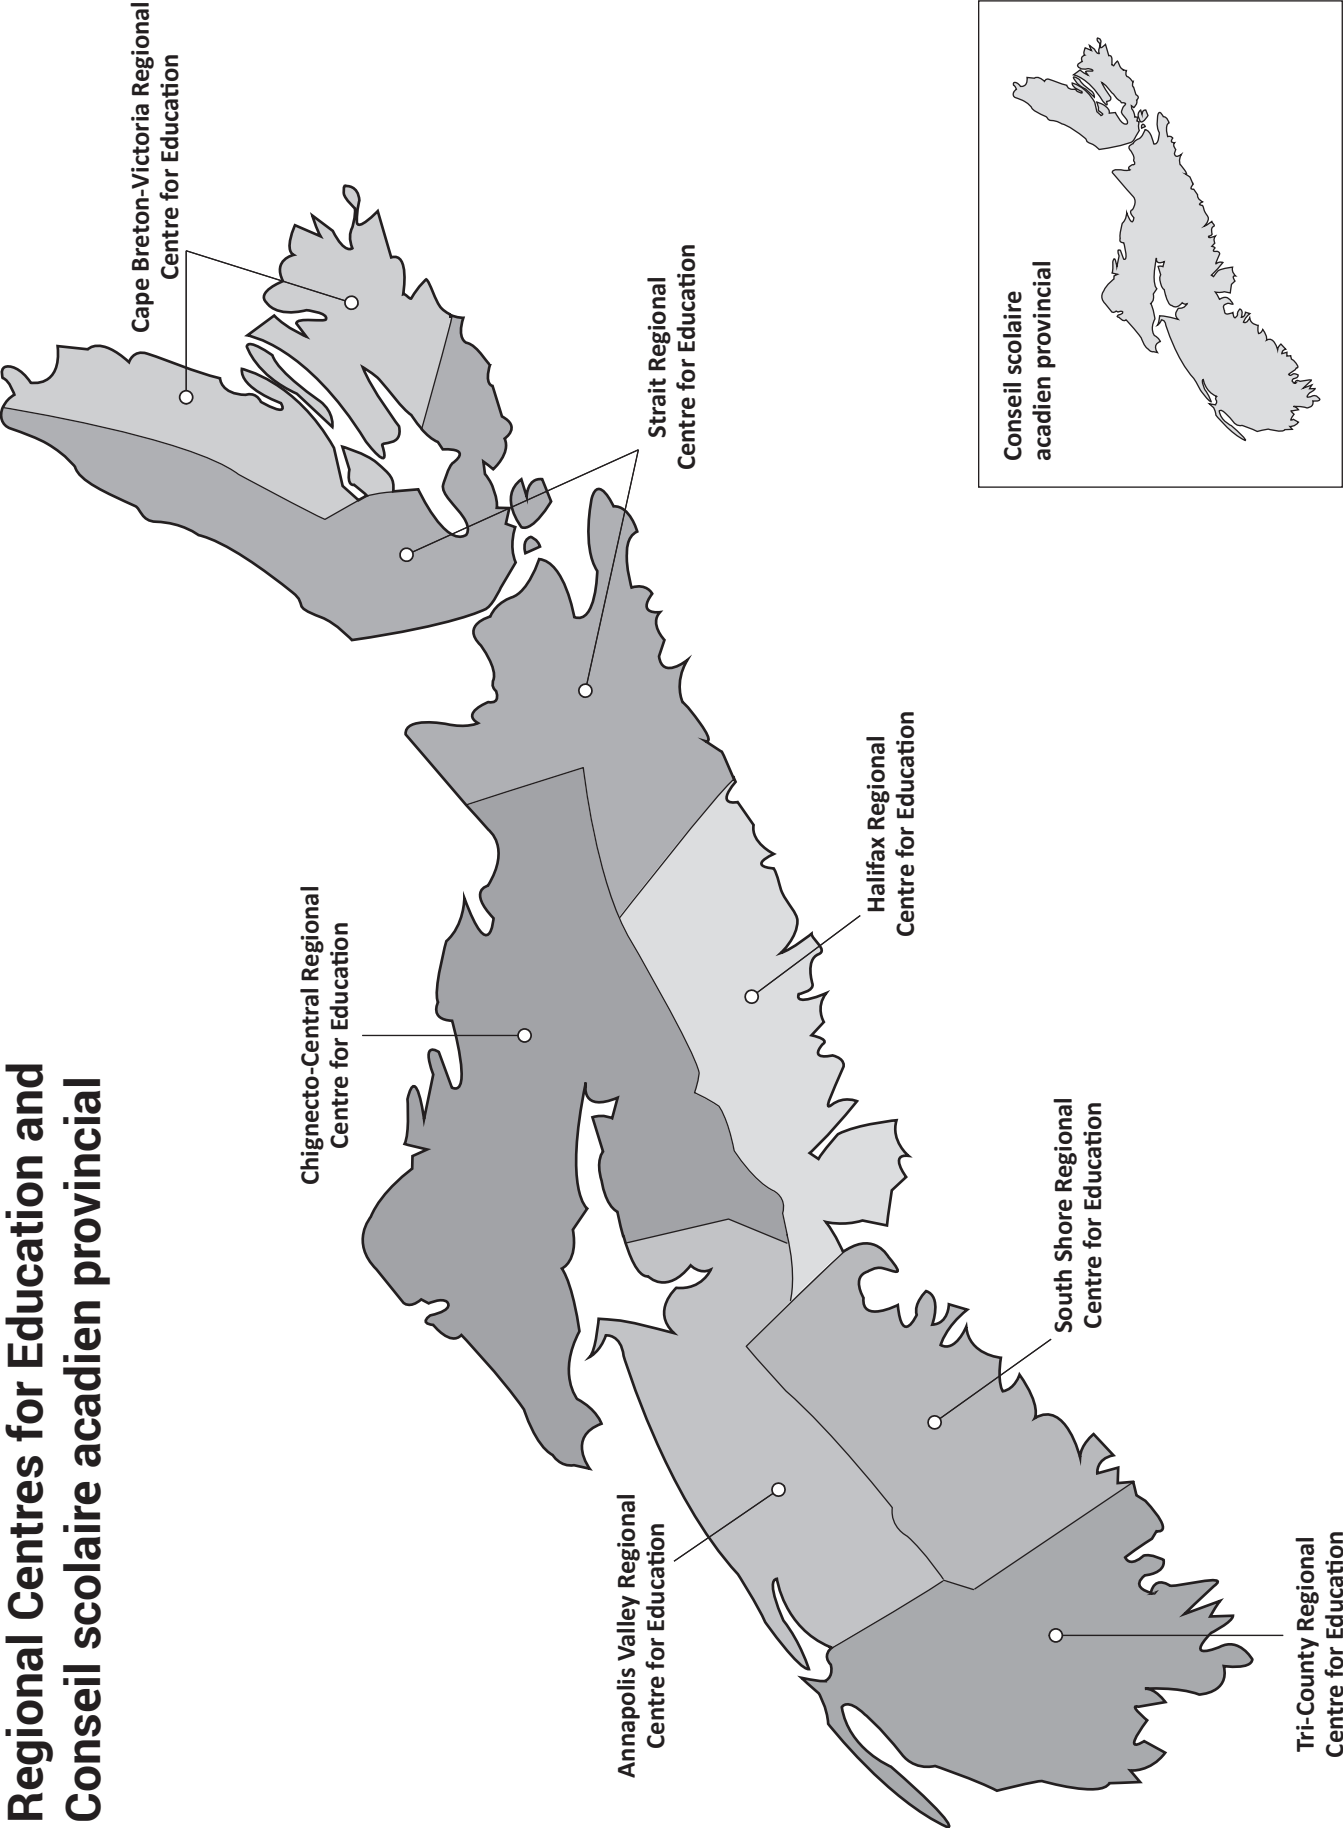 Regional Centres for Education and
Conseil scolaire acadien provincial
Cape Breton-Victoria Regional
Centre for Education
Strait Regional
Centre for Education
Chignecto-Central Regional
Centre for Education
Halifax Regional
Centre for Education
South Shore Regional
Centre for Education
Annapolis Valley Regional
Centre for Education
Tri-County Regional
Centre for Education
Conseil scolaire
acadien provincial